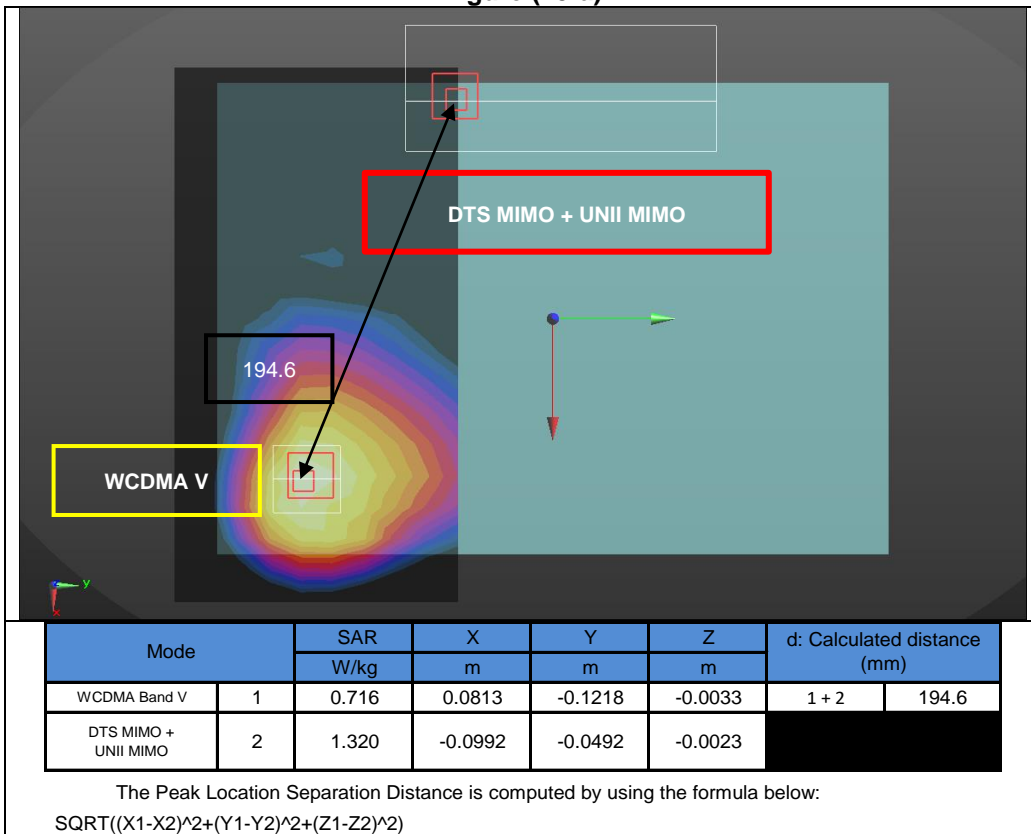 DTS MIMO + UNII MIMO
194.6
WCDMA V
y
x
Mode SAR X Y Z d: Calculated distance (mm)
W/kg m m m
WCDMA Band V 1 0.716 0.0813 -0.1218 -0.0033 1 + 2 194.6
DTS MIMO +
UNII MIMO 2 1.320 -0.0992 -0.0492 -0.0023
The Peak Location Separation Distance is computed by using the formula below:
SQRT((X1-X2)^2+(Y1-Y2)^2+(Z1-Z2)^2)